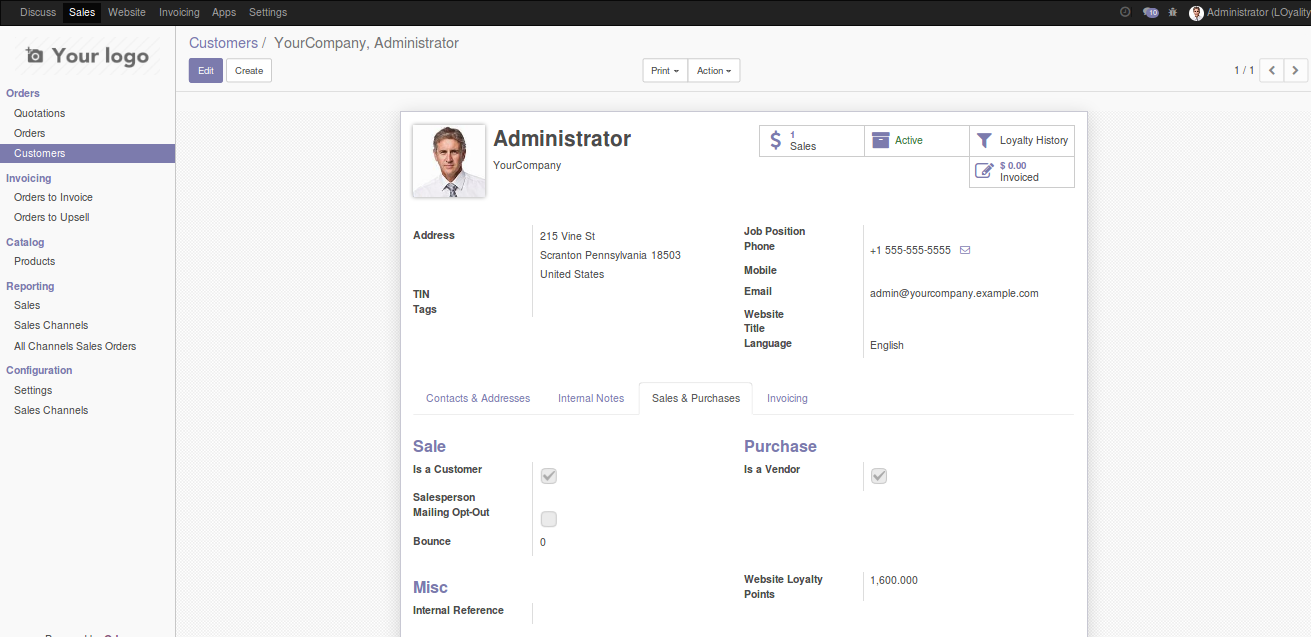 Discuss Sales Website Invoicing Apps Settings
10 Administrator (LOyality
Your logo
Customers / YourCompany, Administrator
Edit Create
Print Action
1 / 1
Orders
Quotations
Orders
Customers
Invoicing
Orders to Invoice
Orders to Upsell
Catalog
Products
Reporting
Sales
Sales Channels
All Channels Sales Orders
Configuration
Settings
Sales Channels
Administrator
YourCompany
1
Sales
Active
Loyalty History
$ 0.00
Invoiced
Address
215 Vine St
Scranton Pennsylvania 18503
United States
TIN
Tags
Job Position
Phone
+1 555-555-5555
Mobile
Email
admin@yourcompany.example.com
Website
Title
Language
English
Contacts & Addresses Internal Notes Sales & Purchases Invoicing
Sale
Is a Customer
Salesperson
Mailing Opt-Out
Bounce
0
Purchase
Is a Vendor
Misc
Internal Reference
Website Loyalty
Points
1,600.000